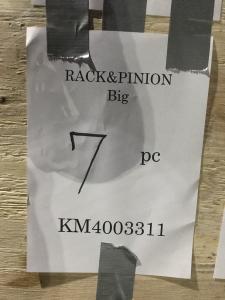 RACK&PINION
Big
7 pc
KM4003311